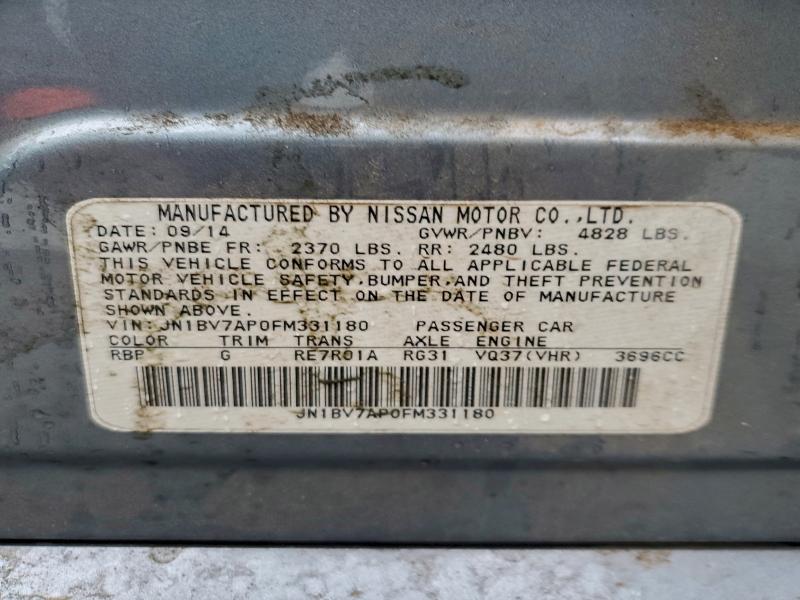 MANUFACTURED BY NISSAN MOTOR CO.,LTD.
DATE: 09/14 GVWR/PNBV: 4828 LBS.
GAWR/PNBE FR: 2370 LBS. RR: 2480 LBS.
THIS VEHICLE CONFORMS TO ALL APPLICABLE FEDERAL
MOTOR VEHICLE SAFETY,BUMPER,AND THEFT PREVENTION
STANDARDS IN EFFECT ON THE DATE OF MANUFACTURE
SHOWN ABOVE.
VIN:JN1BV7AP0FM331180 PASSENGER CAR
COLOR TRIM TRANS AXLE ENGINE
RBP G RE7R01A RG31 VQ37(VHR) 3696CC
JN1BV7AP0FM331180